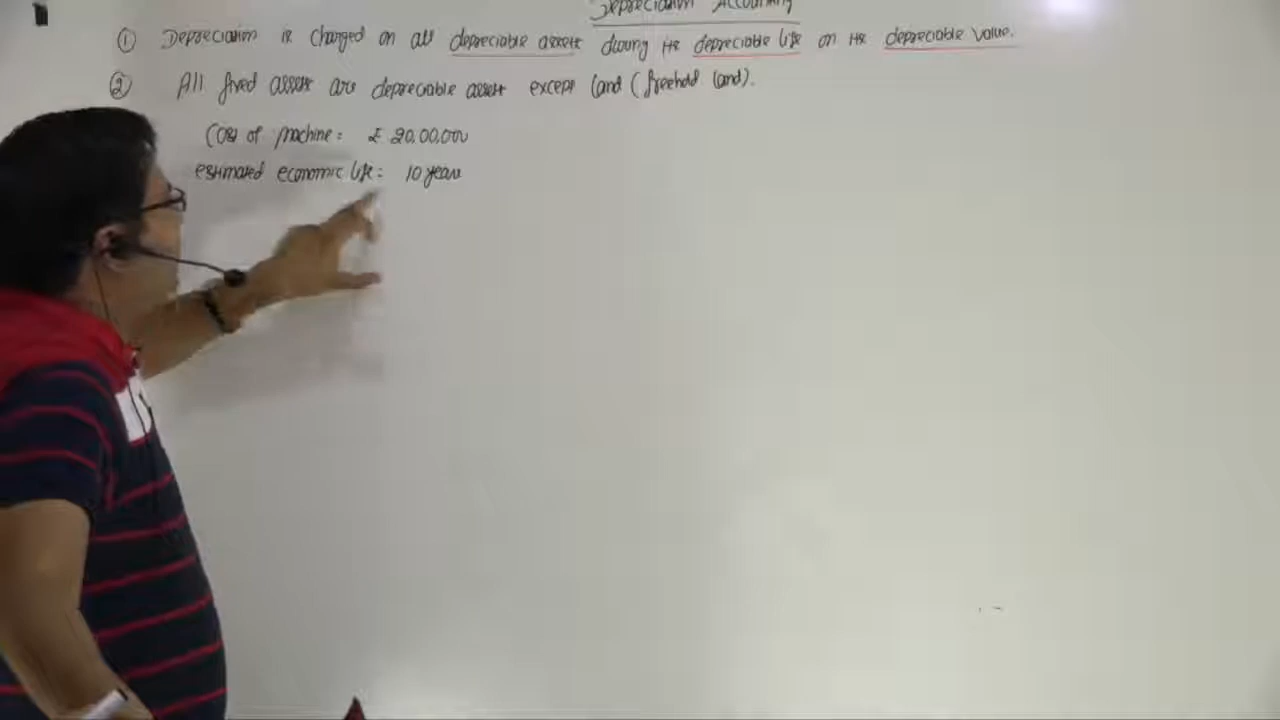 Depreciation Accounting
① Depreciation is charged on all depreciable assets during its depreciable life on its depreciable value.
② All fixed assets are depreciable assets except land (freehold land).
Cost of machine: ₹ 20,00,000
estimated economic life: 10 years